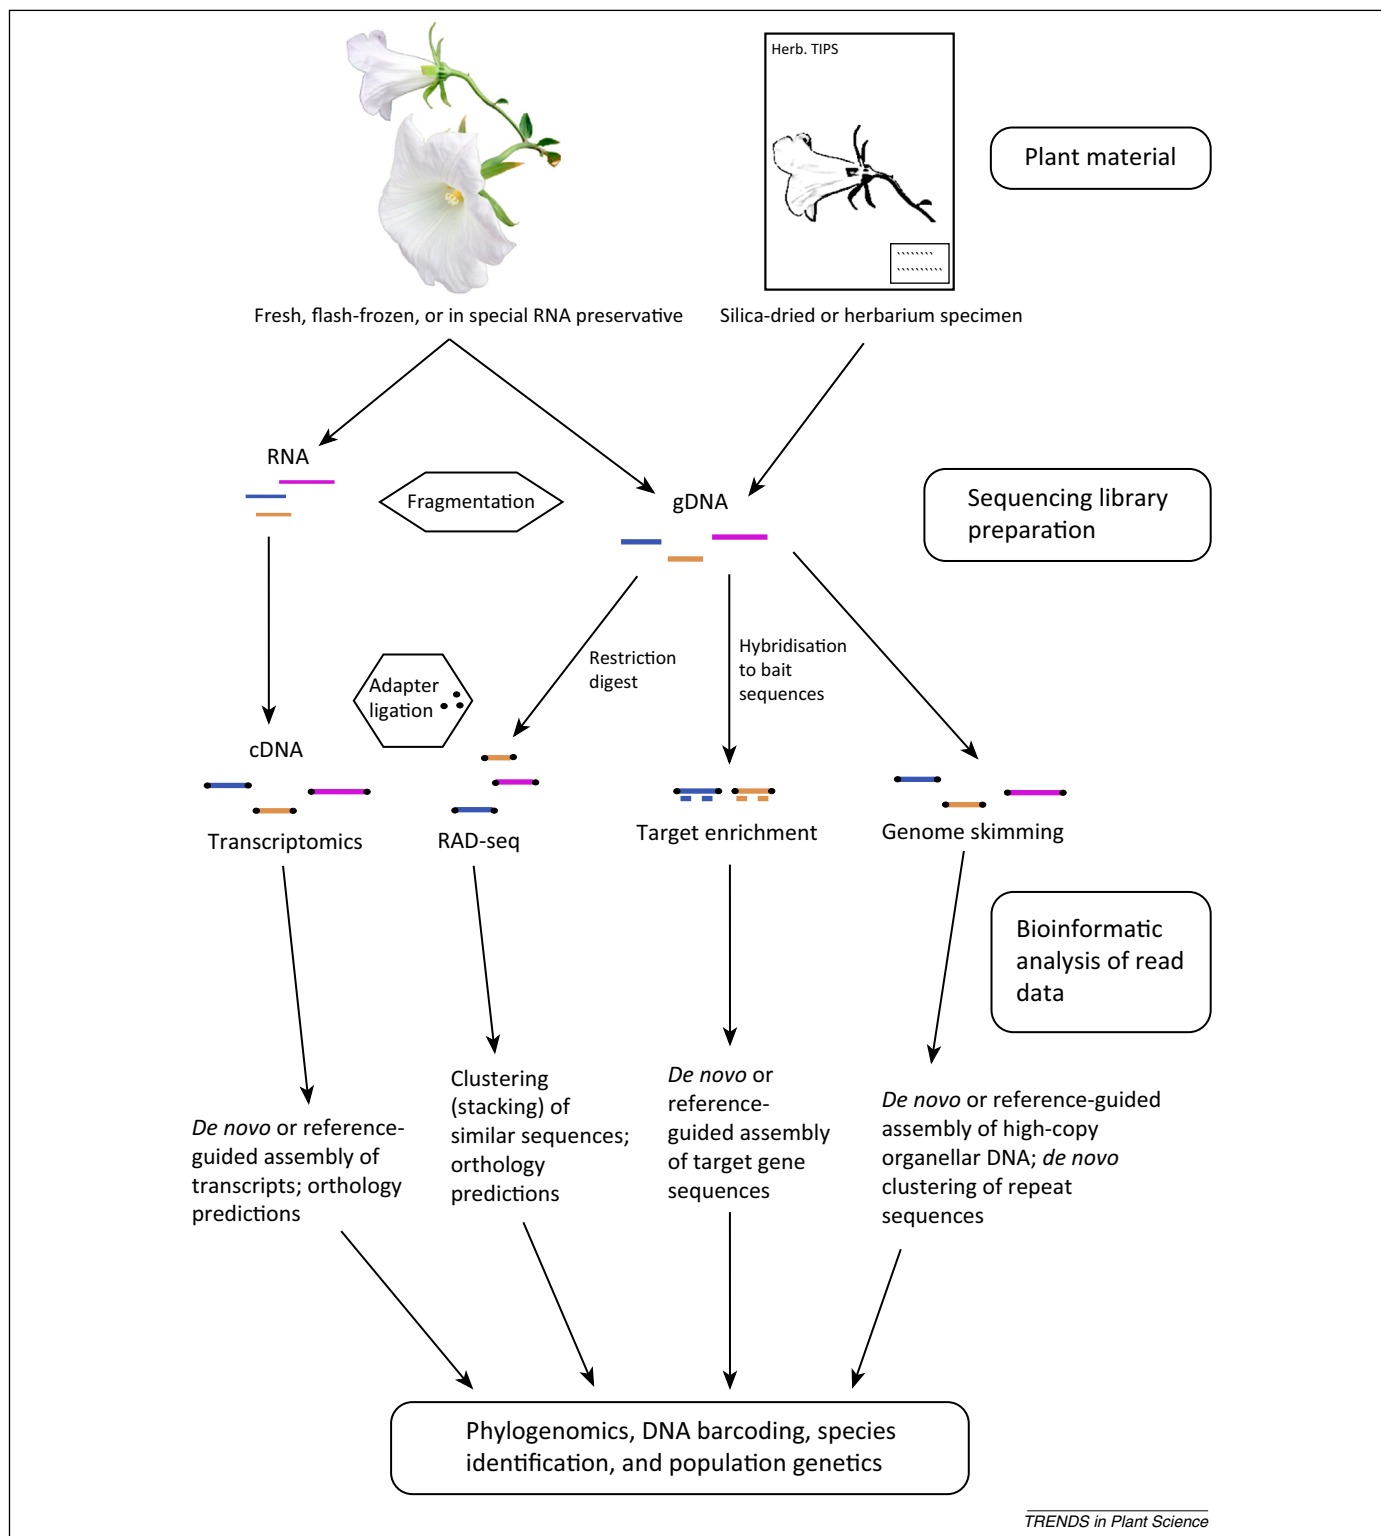 Herb. TIPS
Plant material
Fresh, flash-frozen, or in special RNA preservative
Silica-dried or herbarium specimen
RNA
Fragmentation
gDNA
Sequencing library
preparation
Restriction
digest
Hybridisation
to bait
sequences
Adapter
ligation
cDNA
Transcriptomics
RAD-seq
Target enrichment
Genome skimming
Bioinformatic
analysis of read
data
De novo or reference-
guided assembly of
transcripts; orthology
predictions
Clustering
(stacking) of
similar sequences;
orthology
predictions
De novo or
reference-
guided assembly
of target gene
sequences
De novo or reference-guided
assembly of high-copy
organellar DNA; de novo
clustering of repeat
sequences
Phylogenomics, DNA barcoding, species
identification, and population genetics
TRENDS in Plant Science